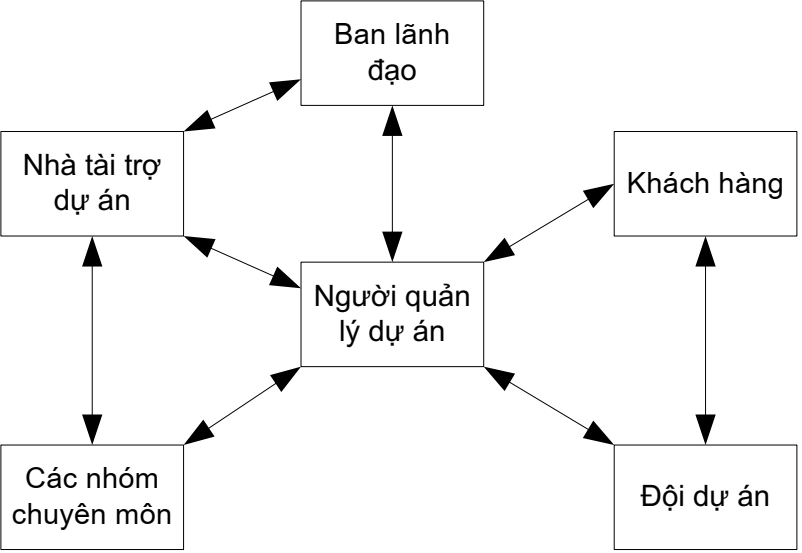 Ban lãnh
đạo
Nhà tài trợ
dự án
Khách hàng
Người quản
lý dự án
Các nhóm
chuyên môn
Đội dự án